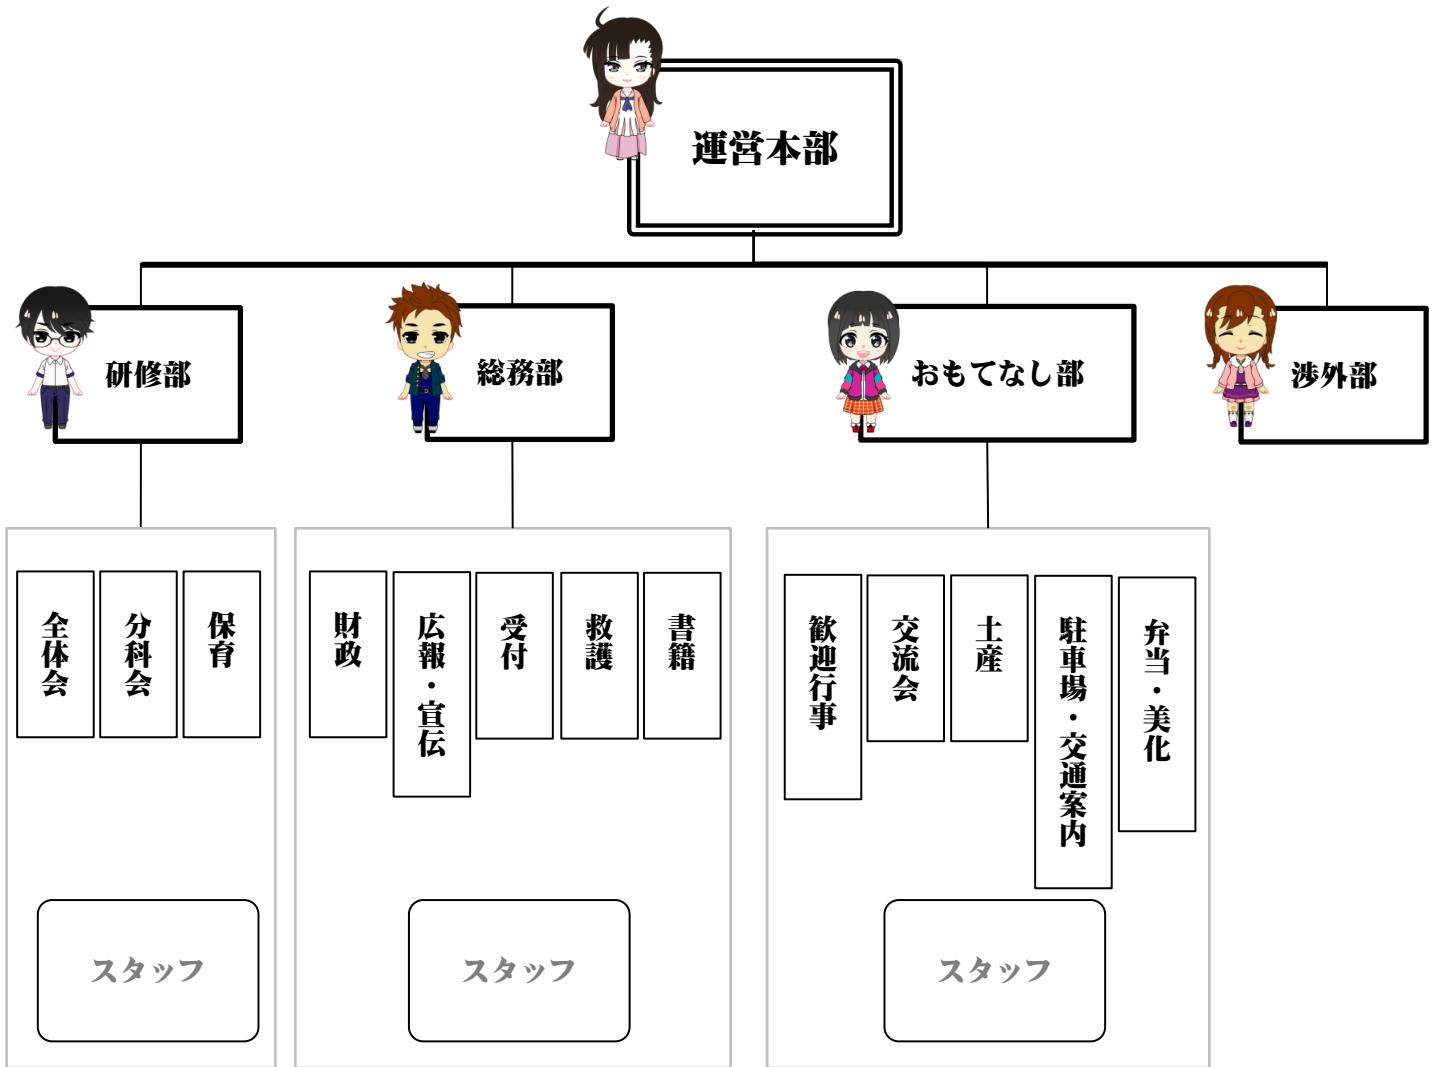 運営本部
研修部
総務部
おもてなし部
渉外部
全体会
分科会
保育
財政
広報・宣伝
受付
救護
書籍
歓迎行事
交流会
土産
駐車場・交通案内
弁当・美化
スタッフ
スタッフ
スタッフ